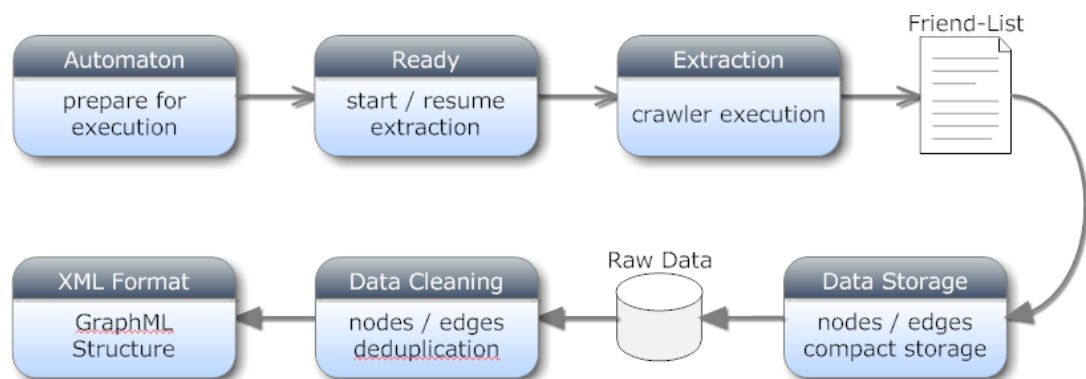 Friend-List
Automaton
prepare for
execution
Ready
start / resume
extraction
Extraction
crawler execution
XML Format
GraphML
Structure
Data Cleaning
nodes / edges
deduplication
Raw Data
Data Storage
nodes / edges
compact storage